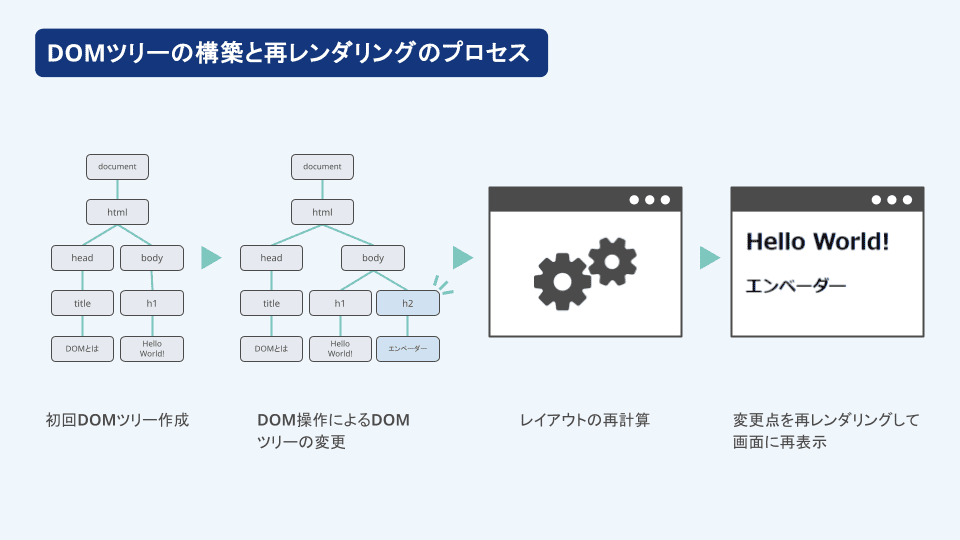 DOMツリーの構築と再レンダリングのプロセス
document
html
head
body
title
h1
DOMとは
Hello
World!
document
html
head
body
title
h1
h2
DOMとは
Hello
World!
エンベーダー
Hello World!
エンベーダー
初回DOMツリー作成
DOM操作によるDOM
ツリーの変更
レイアウトの再計算
変更点を再レンダリングして
画面に再表示